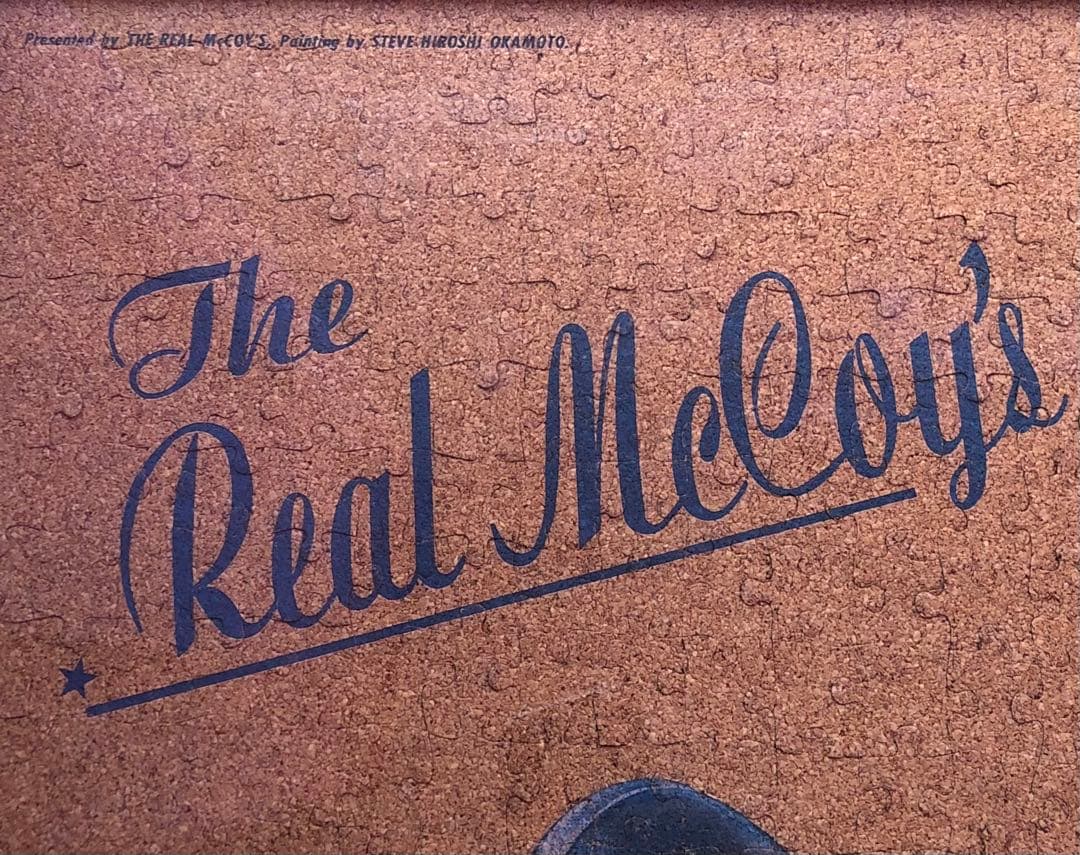 Presented by THE REAL McCOY'S. Painting by STEVE HIROSHI OKAMOTO.
The
Real McCoy's